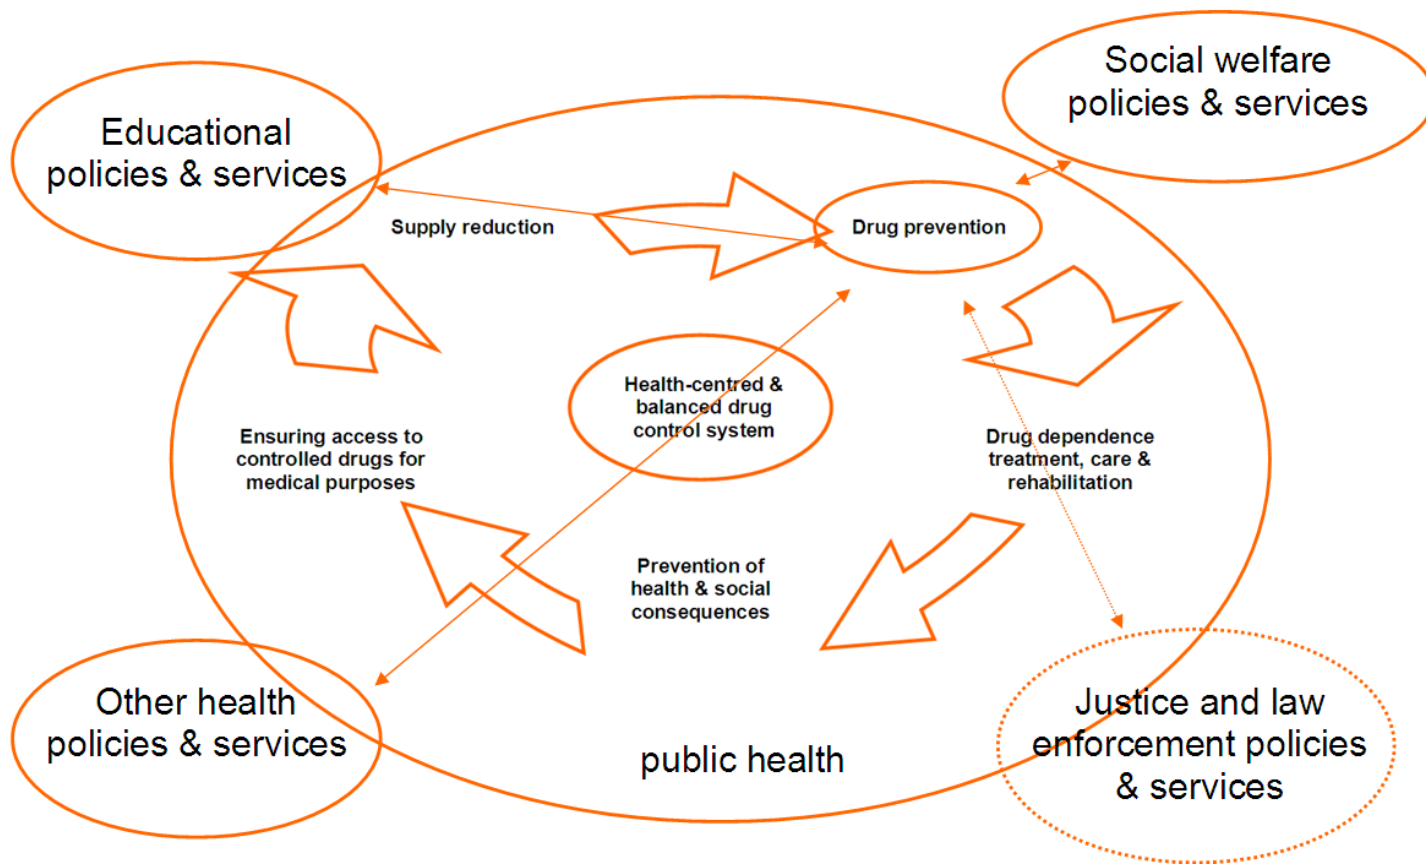 Social welfare
policies & services
Educational
policies & services
Supply reduction
Drug prevention
Health-centred &
balanced drug
control system
Ensuring access to
controlled drugs for
medical purposes
Drug dependence
treatment, care &
rehabilitation
Prevention of
health & social
consequences
Other health
policies & services
public health
Justice and law
enforcement policies
& services